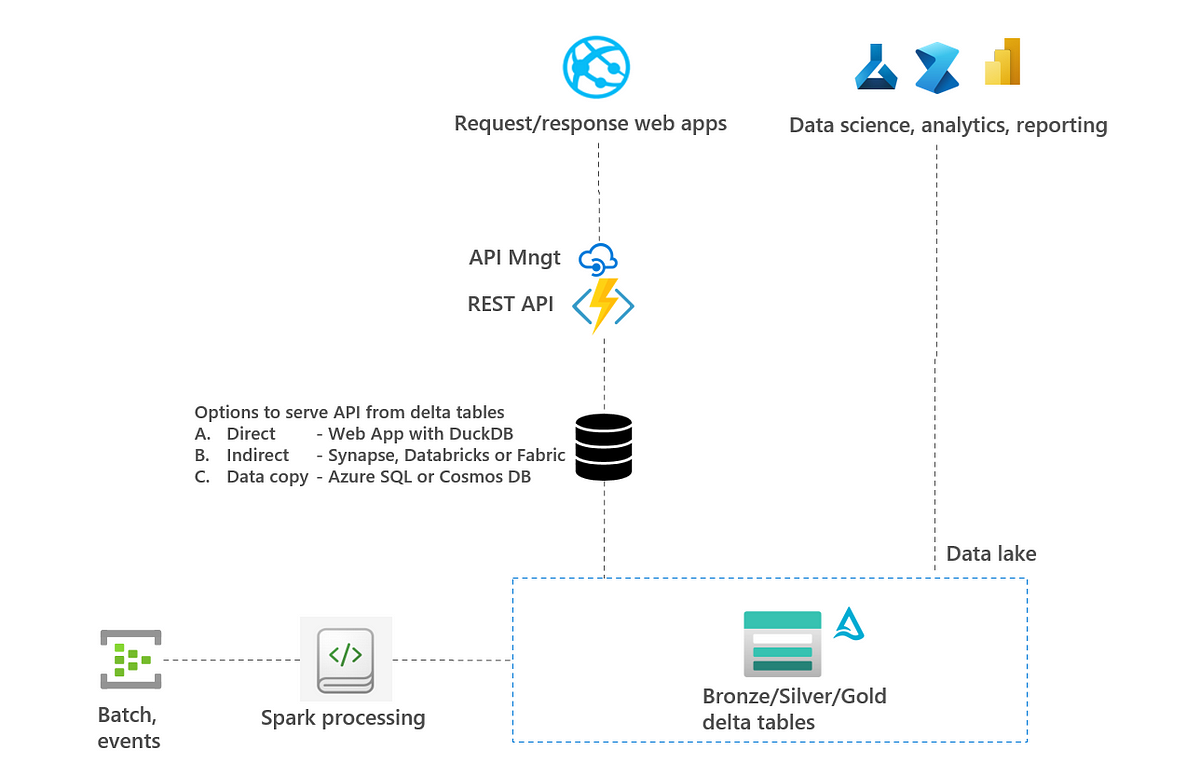 Request/response web apps
Data science, analytics, reporting
API Mngt
REST API
Options to serve API from delta tables
A. Direct - Web App with DuckDB
B. Indirect - Synapse, Databricks or Fabric
C. Data copy - Azure SQL or Cosmos DB
Data lake
Batch,
events
Spark processing
Bronze/Silver/Gold
delta tables